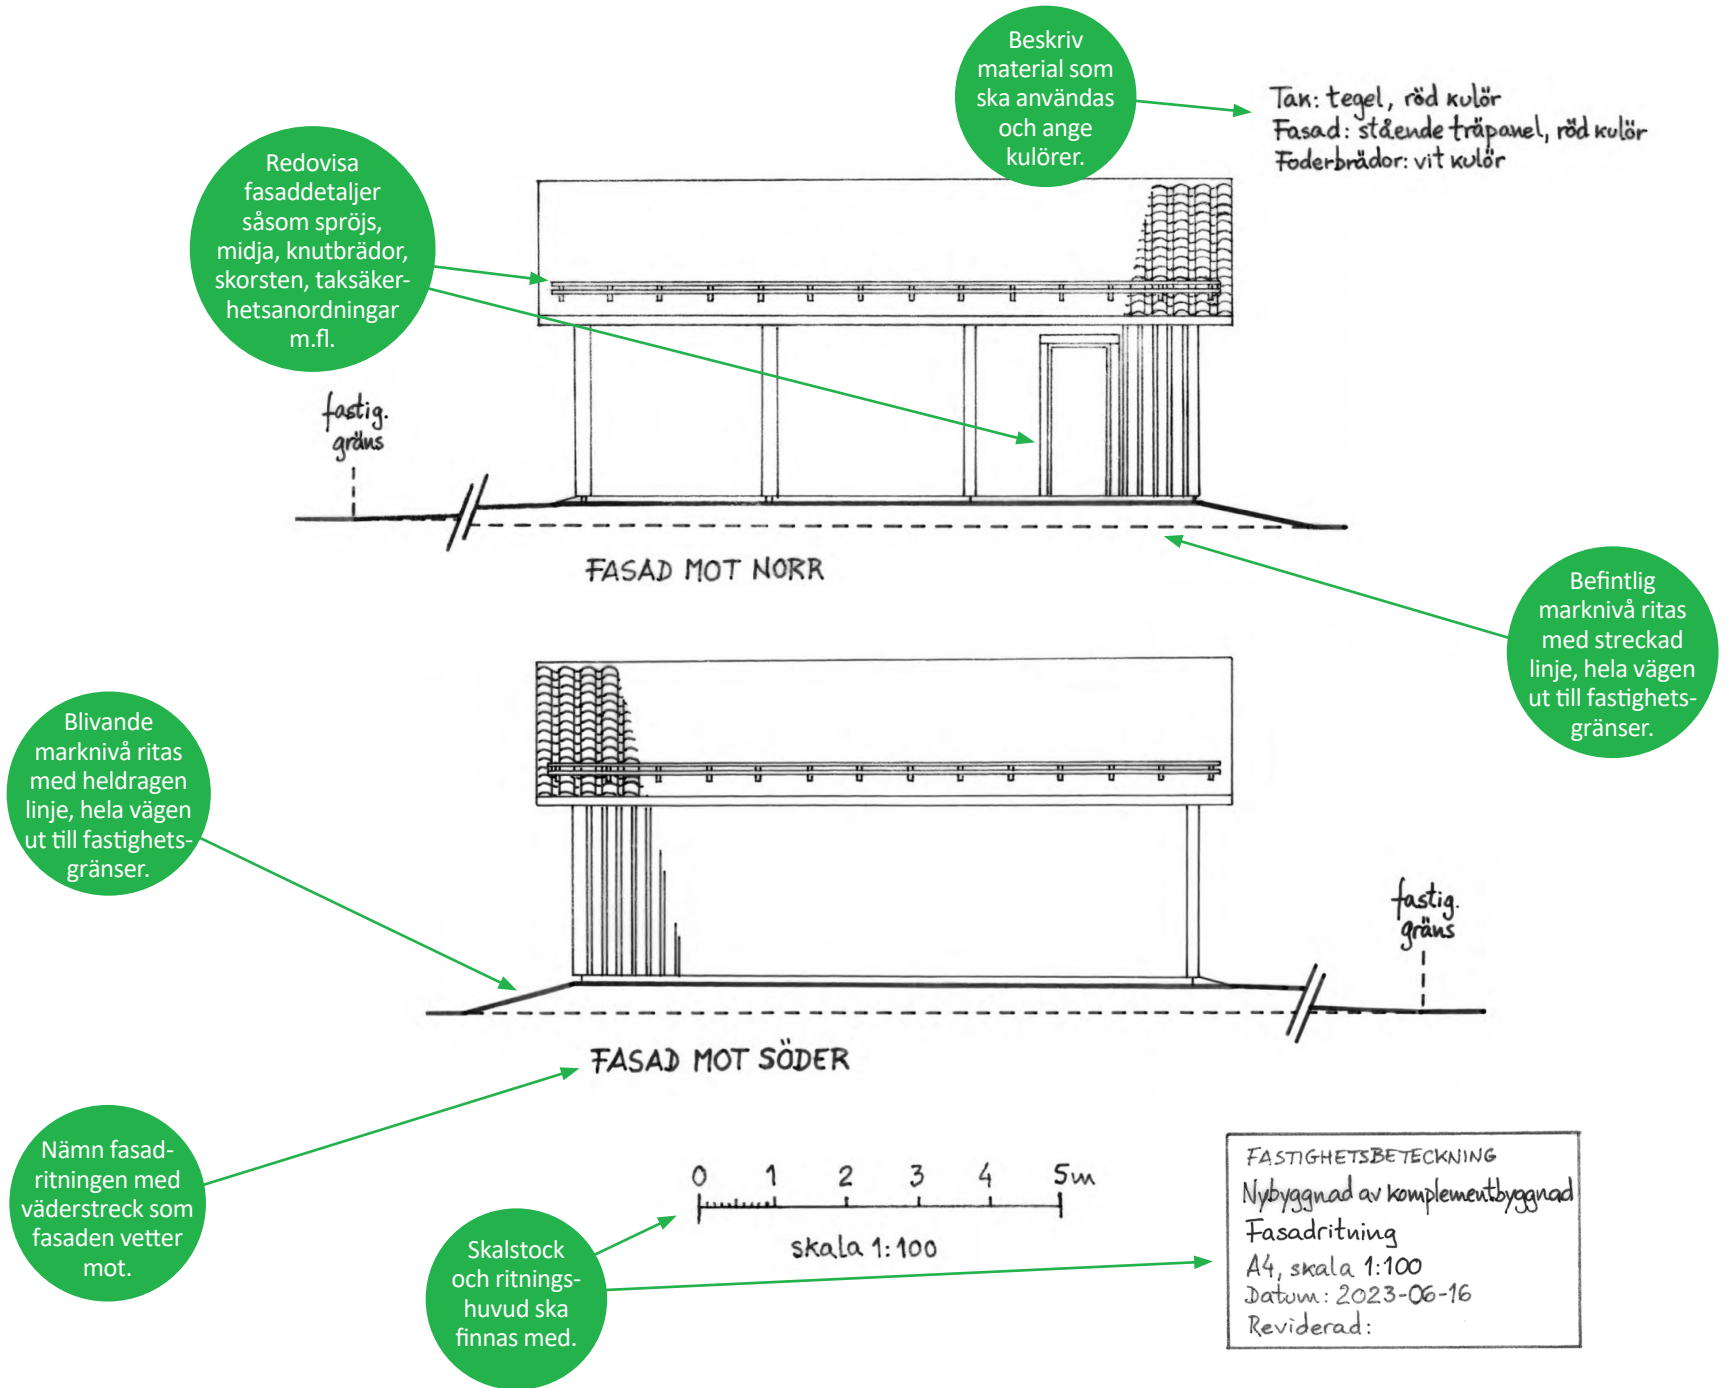 Beskriv
material som
ska användas
och ange
kulörer.
Tak: tegel, röd kulör
Fasad: stående träpanel, röd kulör
Foderbrädor: vit kulör
Redovisa
fasaddetaljer
såsom spröjs,
midja, knutbrädor,
skorsten, taksäker-
hetsanordningar
m.fl.
fastig.
gräns
FASAD MOT NORR
Befintlig
marknivå ritas
med streckad
linje, hela vägen
ut till fastighets-
gränser.
Blivande
marknivå ritas
med heldragen
linje, hela vägen
ut till fastighets-
gränser.
fastig.
gräns
FASAD MOT SÖDER
Nämn fasad-
ritningen med
väderstreck som
fasaden vetter
mot.
0 1 2 3 4 5m
skala 1:100
Skalstock
och ritnings-
huvud ska
finnas med.
FASTIGHETSBETECKNING
Nybyggnad av komplementbyggnad
Fasadritning
A4, skala 1:100
Datum: 2023-06-16
Reviderad: